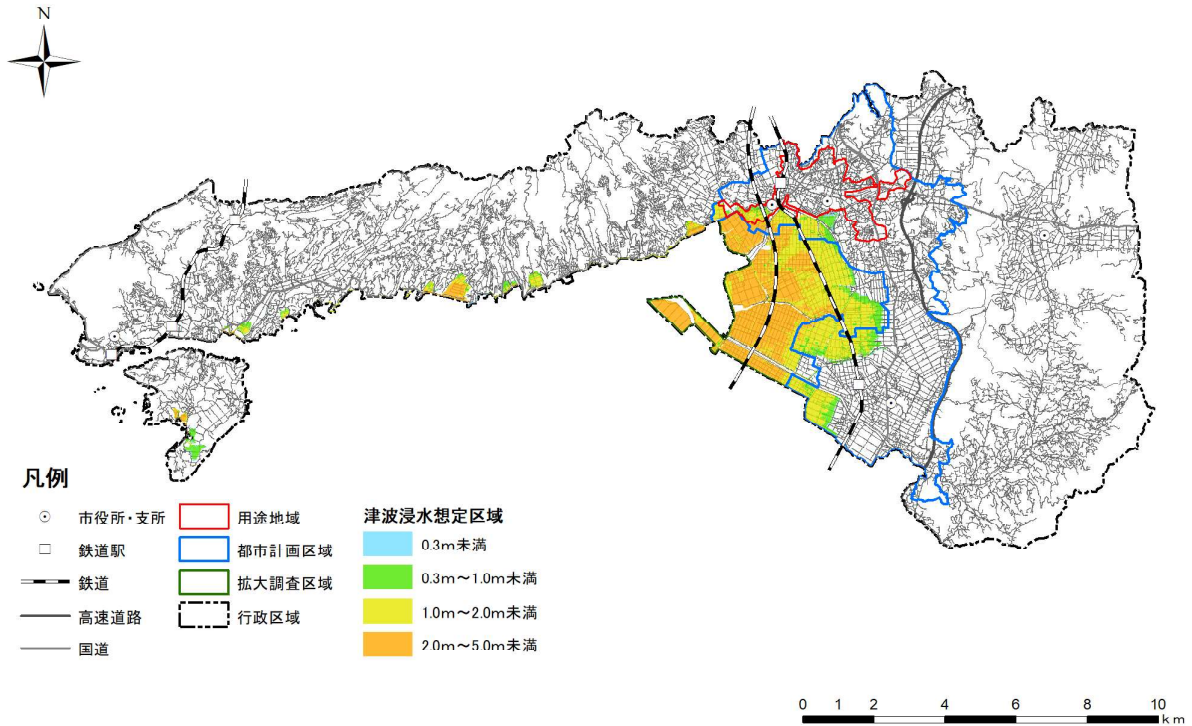 N
凡例
市役所・支所
鉄道駅
鉄道
高速道路
国道
用途地域
都市計画区域
拡大調査区域
行政区域
津波浸水想定区域
0.3m未満
0.3m～1.0m未満
1.0m～2.0m未満
2.0m～5.0m未満
0 1 2 4 6 8 10
km